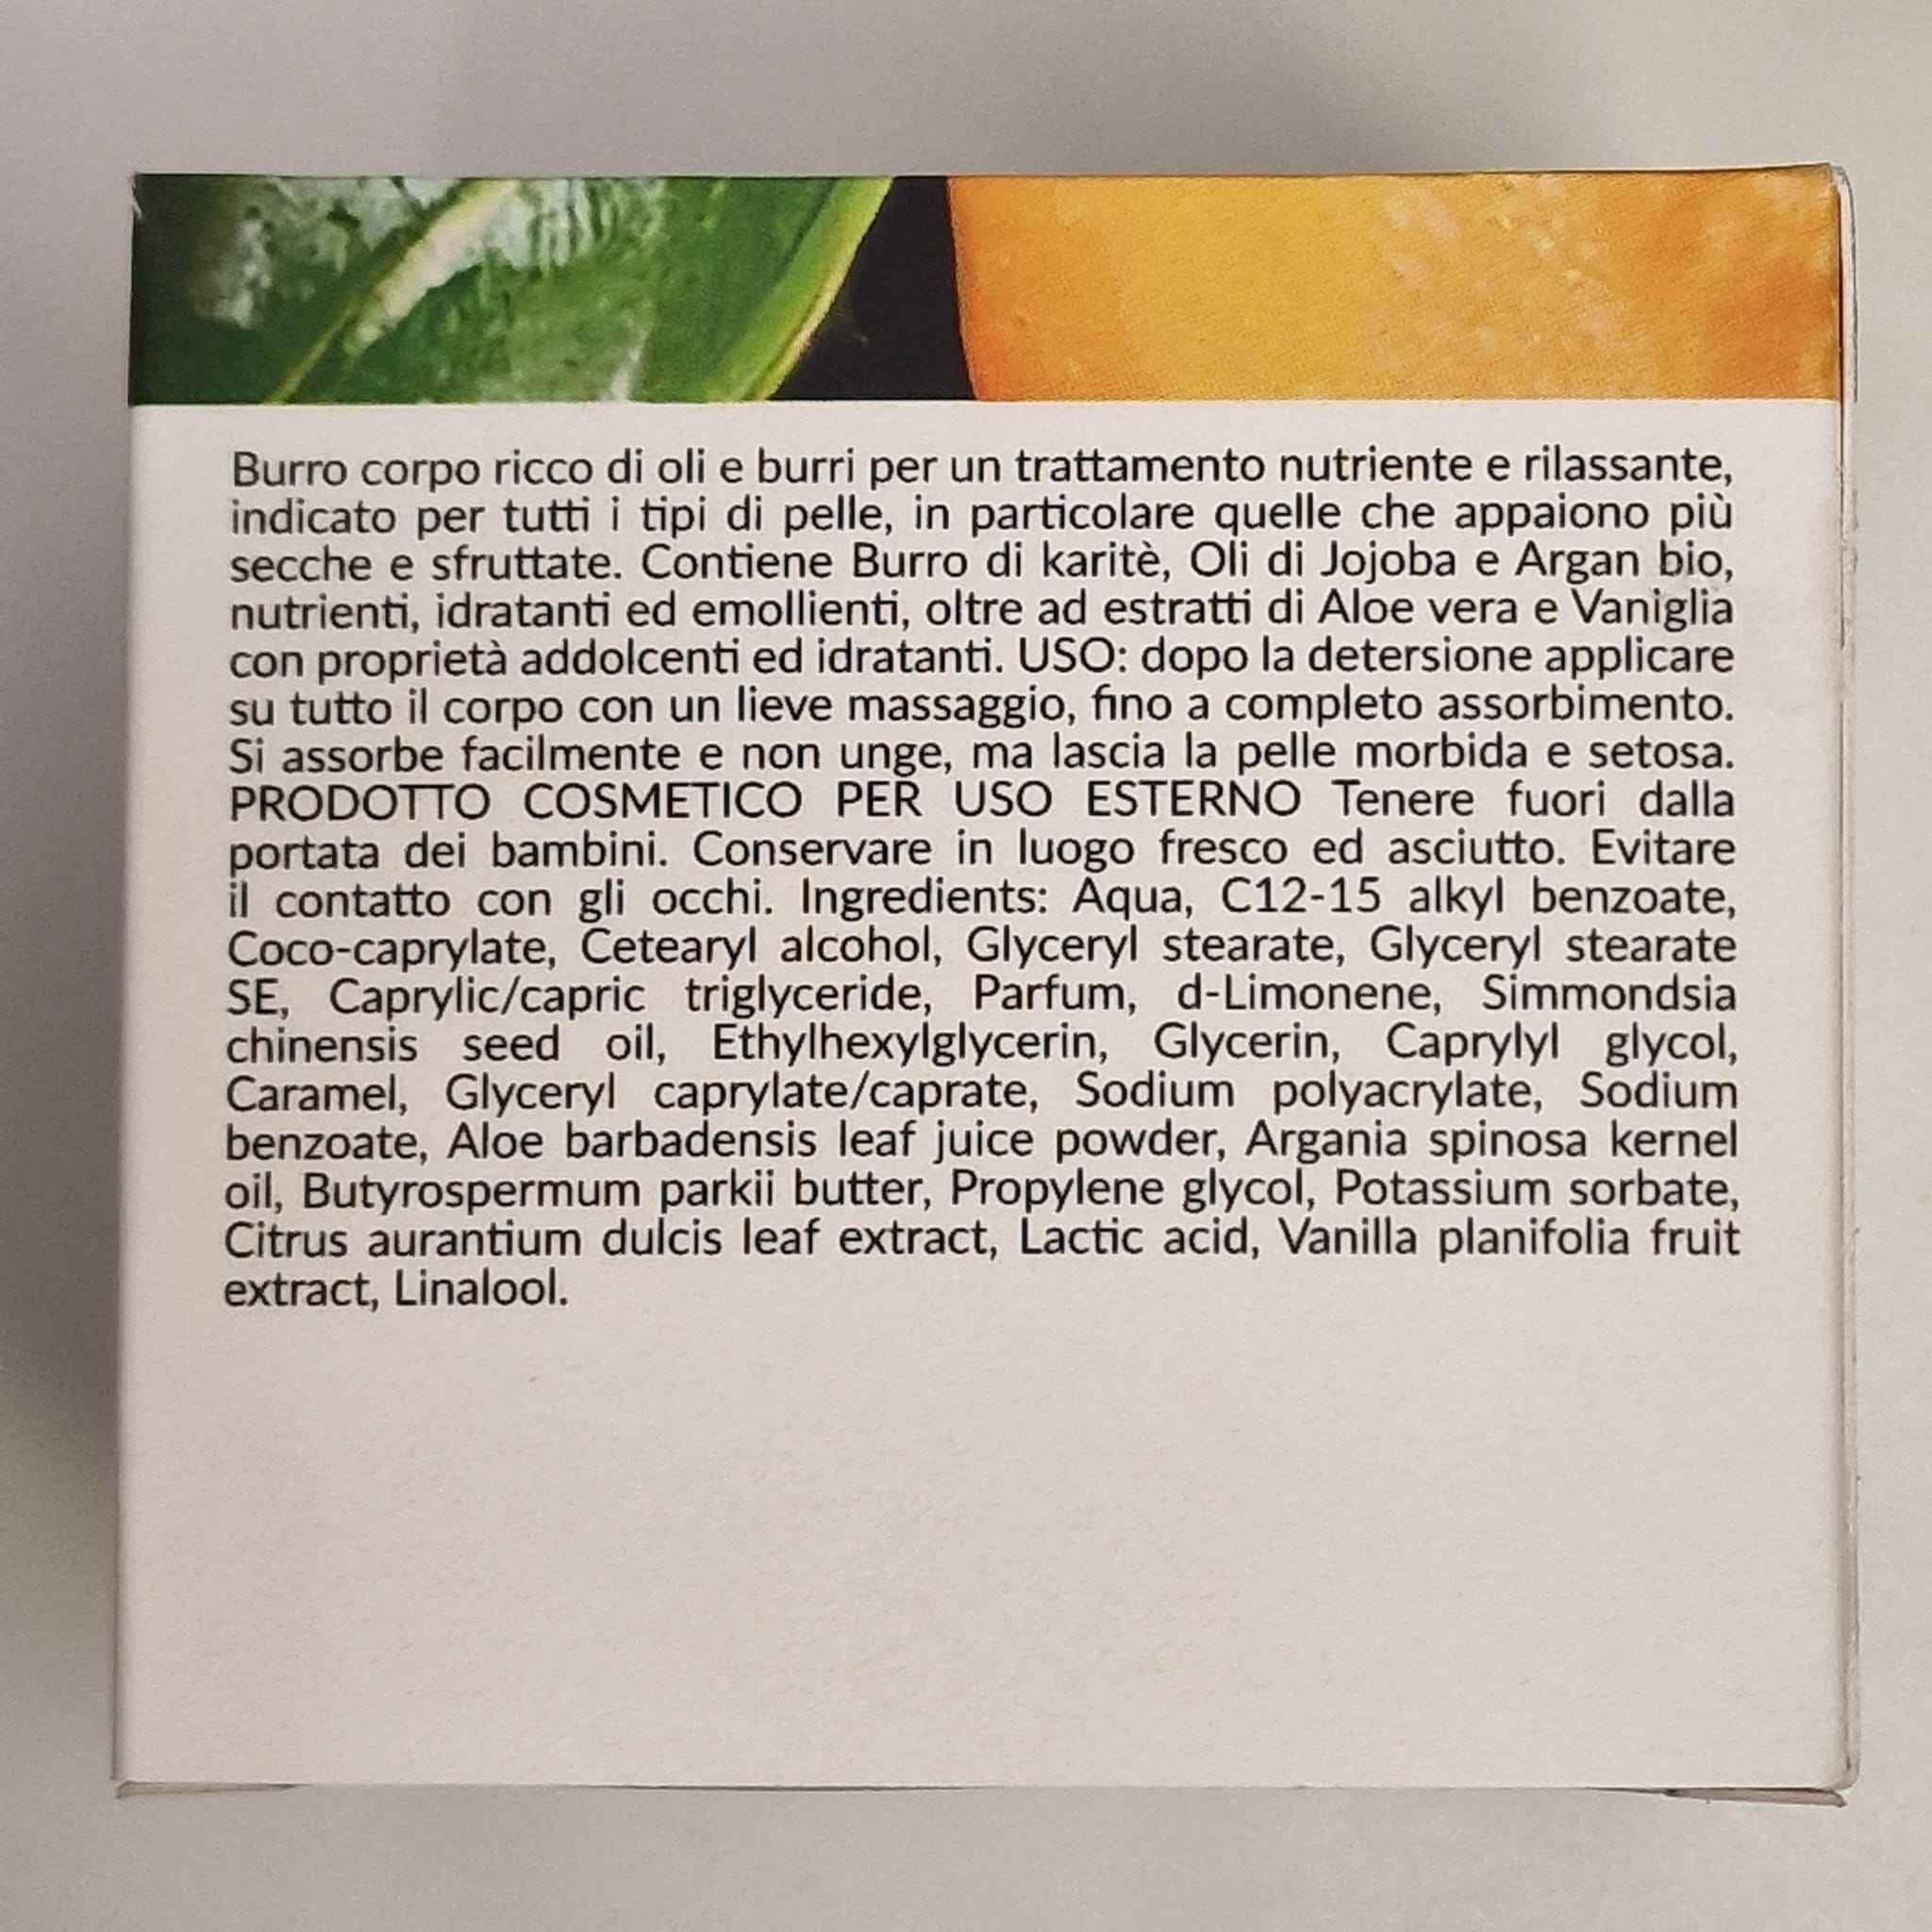 Burro corpo ricco di oli e burri per un trattamento nutriente e rilassante,
indicato per tutti i tipi di pelle, in particolare quelle che appaiono più
secche e sfruttate. Contiene Burro di karitè, Oli di Jojoba e Argan bio,
nutrienti, idratanti ed emollienti, oltre ad estratti di Aloe vera e Vaniglia
con proprietà addolcenti ed idratanti. USO: dopo la detersione applicare
su tutto il corpo con un lieve massaggio, fino a completo assorbimento.
Si assorbe facilmente e non unge, ma lascia la pelle morbida e setosa.
PRODOTTO COSMETICO PER USO ESTERNO Tenere fuori dalla
portata dei bambini. Conservare in luogo fresco ed asciutto. Evitare
il contatto con gli occhi. Ingredients: Aqua, C12-15 alkyl benzoate,
Coco-caprylate, Cetearyl alcohol, Glyceryl stearate, Glyceryl stearate
SE, Caprylic/capric triglyceride, Parfum, d-Limonene, Simmondsia
chinensis seed oil, Ethylhexylglycerin, Glycerin, Caprylyl glycol,
Caramel, Glyceryl caprylate/caprate, Sodium polyacrylate, Sodium
benzoate, Aloe barbadensis leaf juice powder, Argania spinosa kernel
oil, Butyrospermum parkii butter, Propylene glycol, Potassium sorbate,
Citrus aurantium dulcis leaf extract, Lactic acid, Vanilla planifolia fruit
extract, Linalool.